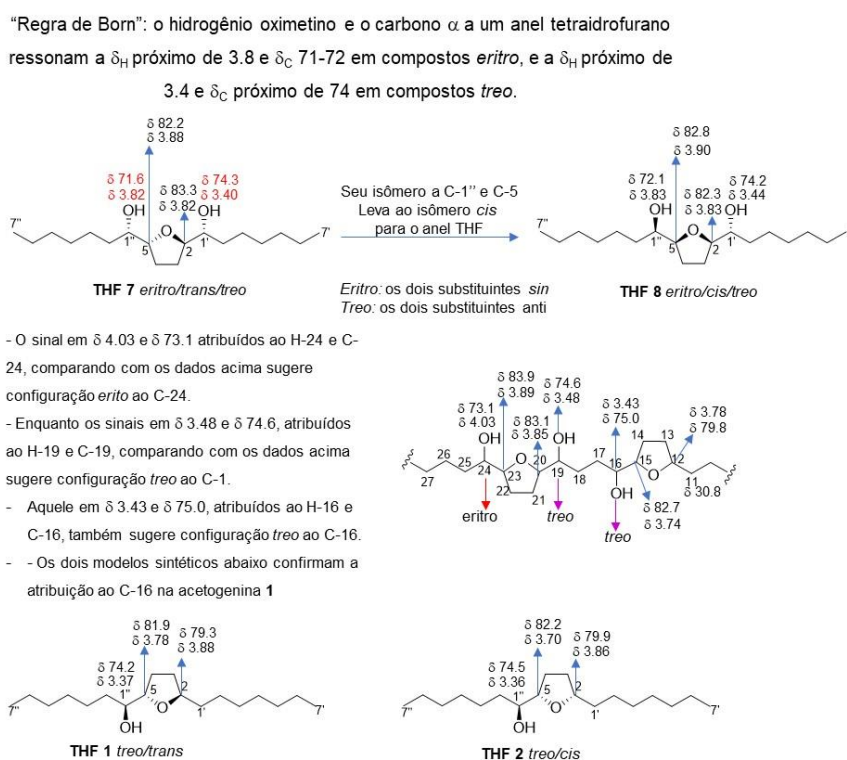 “Regra de Born”: o hidrogênio oximetino e o carbono α a um anel tetraidrofurano
ressonam a δH próximo de 3.8 e δC 71-72 em compostos eritro, e a δH próximo de
3.4 e δC próximo de 74 em compostos treo.
δ 82.2
δ 3.88
δ 71.6
δ 3.82
δ 83.3
δ 3.82
δ 74.3
δ 3.40
OH
OH
O
7''
1''
5
2
1'
7'
THF 7 eritro/trans/treo
Seu isômero a C-1’’ e C-5
Leva ao isômero cis
para o anel THF
Eritro: os dois substituintes sin
Treo: os dois substituintes anti
δ 82.8
δ 3.90
δ 72.1
δ 3.83
δ 82.3
δ 3.83
δ 74.2
δ 3.44
OH
OH
O
7''
1''
5
2
1'
THF 8 eritro/cis/treo
- O sinal em δ 4.03 e δ 73.1 atribuídos ao H-24 e C-
24, comparando com os dados acima sugere
configuração erito ao C-24.
- Enquanto os sinais em δ 3.48 e δ 74.6, atribuídos
ao H-19 e C-19, comparando com os dados acima
sugere configuração treo ao C-1.
- Aquele em δ 3.43 e δ 75.0, atribuídos ao H-16 e
C-16, também sugere configuração treo ao C-16.
- - Os dois modelos sintéticos abaixo confirmam a
atribuição ao C-16 na acetogenina 1
δ 83.9
δ 3.89
δ 74.6
δ 3.48
δ 73.1
δ 4.03
δ 83.1
δ 3.85
δ 3.43
δ 75.0
δ 3.78
δ 79.8
OH
OH
OH
O
O
27
26
25
24
23
22
21
20
19
18
17
16
15
14
13
12
11
δ 30.8
δ 82.7
δ 3.74
eritro
treo
treo
δ 81.9
δ 3.78
δ 79.3
δ 3.88
δ 74.2
δ 3.37
7''
1''
5
2
O
OH
1'
7'
THF 1 treo/trans
δ 82.2
δ 3.70
δ 79.9
δ 3.86
δ 74.5
δ 3.36
7''
1''
5
2
O
OH
1'
7'
THF 2 treo/cis